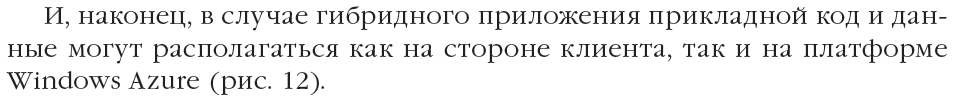 И, наконец, в случае гибридного приложения прикладной код и дан-
ные могут располагаться как на стороне клиента, так и на платформе
Windows Azure (рис. 12).